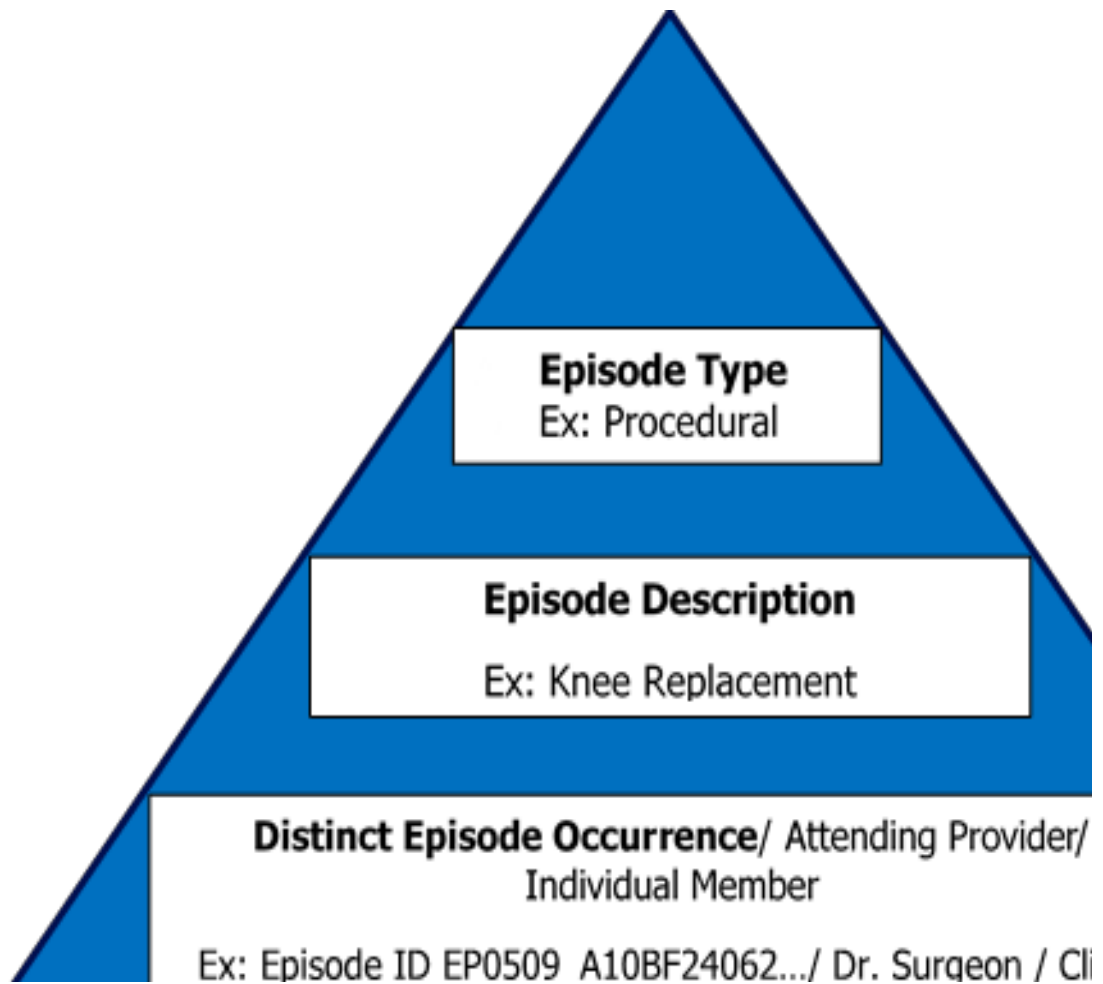 Episode Type
Ex: Procedural
Episode Description
Ex: Knee Replacement
Distinct Episode Occurrence/ Attending Provider/
Individual Member
Ex: Episode ID EP0509_A10BF24062.../ Dr. Surgeon /